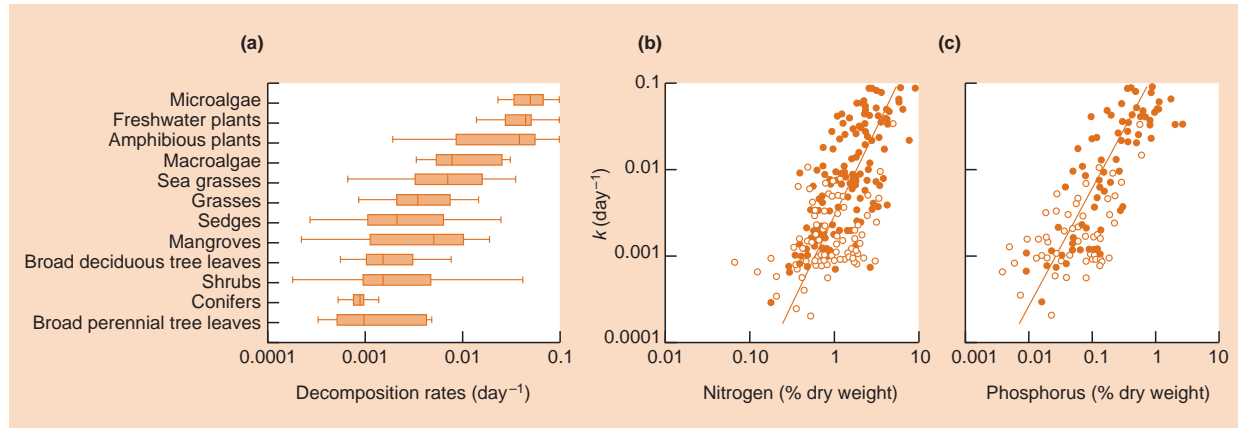 (a)
Microalgae
Freshwater plants
Amphibious plants
Macroalgae
Sea grasses
Grasses
Sedges
Mangroves
Broad deciduous tree leaves
Shrubs
Conifers
Broad perennial tree leaves
0.0001 0.001 0.01 0.1
Decomposition rates (day⁻¹)
(b)
k (day⁻¹)
0.1
0.01
0.001
0.0001
0.01 0.10 1 10
Nitrogen (% dry weight)
(c)
0.001 0.01 0.1 1 10
Phosphorus (% dry weight)